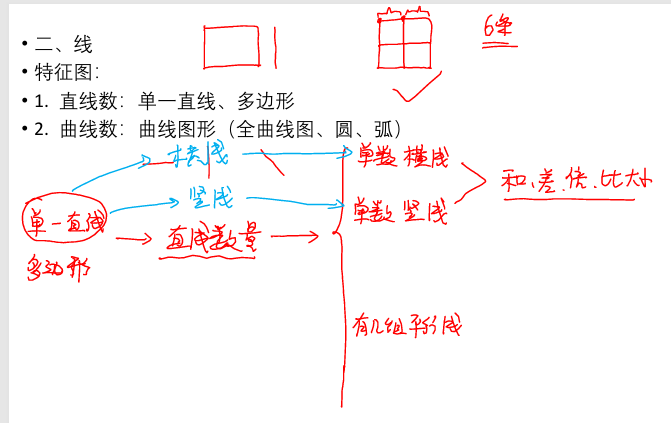 6条
• 二、线
• 特征图：
• 1. 直线数：单一直线、多边形
• 2. 曲线数：曲线图形（全曲线图、圆、弧）
横线
单数 横线
和、差、倍、比大小
竖线
单数 竖线
单一直线
直线数量
多边形
有几组平行线